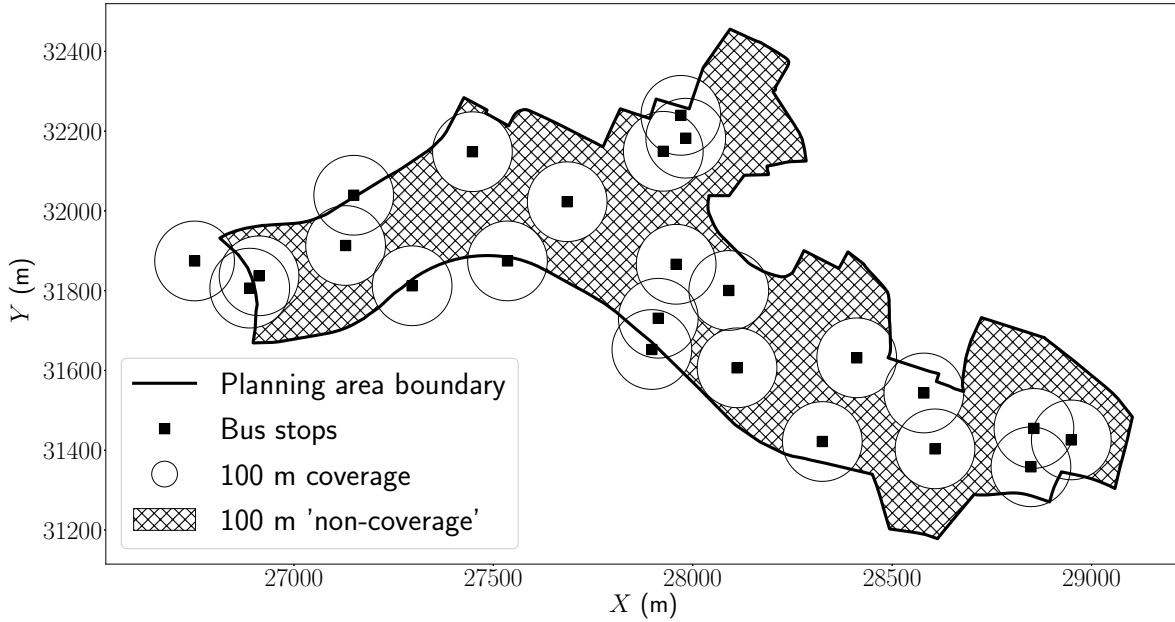 32400
32200
32000
31800
31600
31400
31200
Y (m)
Planning area boundary
Bus stops
100 m coverage
100 m 'non-coverage'
27000 27500 28000 28500 29000
X (m)